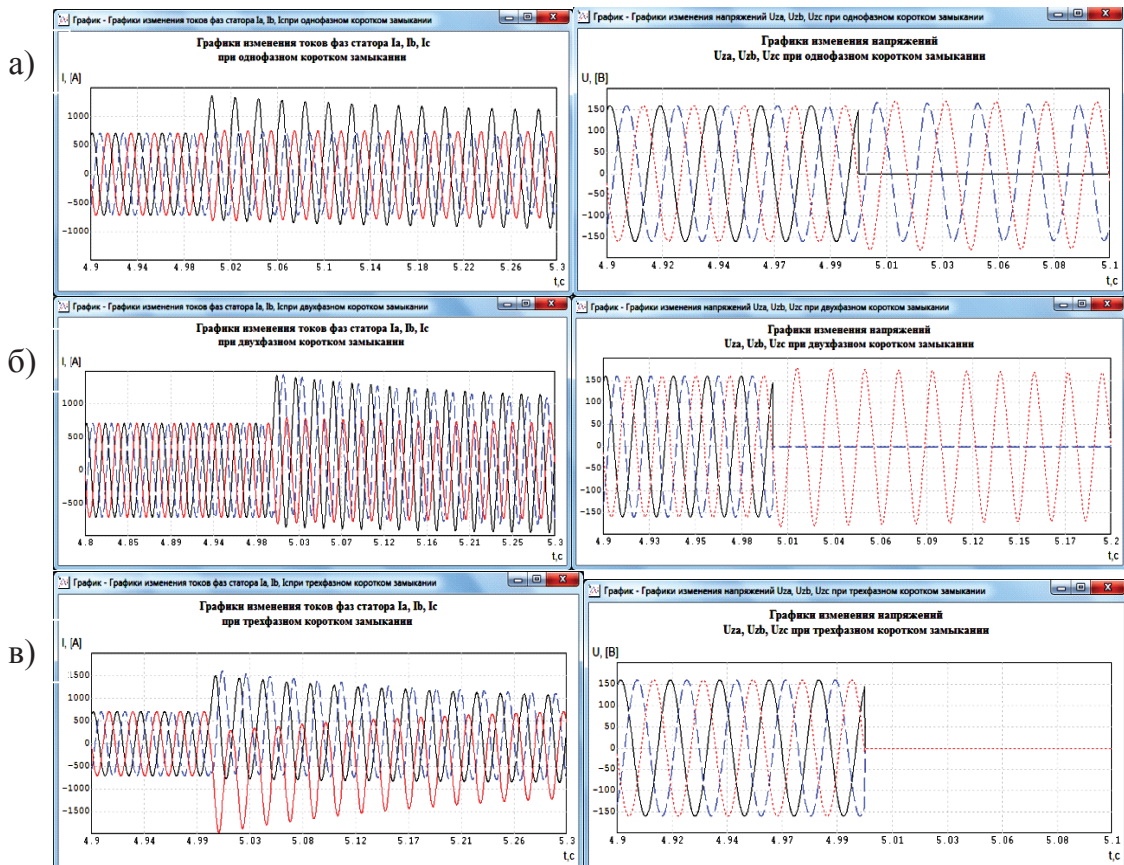 а)
График - Графики изменения токов фаз статора Ia, Ib, Icпри однофазном коротком замыкании
Графики изменения токов фаз статора Ia, Ib, Ic
при однофазном коротком замыкании
I, [A]
1000
500
0
-500
-1000
4.9 4.94 4.98 5.02 5.06 5.1 5.14 5.18 5.22 5.26 5.3
t,c
График - Графики изменения напряжений Uza, Uzb, Uzc при однофазном коротком замыкании
Графики изменения напряжений
Uza, Uzb, Uzc при однофазном коротком замыкании
U, [B]
150
100
50
0
-50
-100
-150
4.9 4.92 4.94 4.97 4.99 5.01 5.03 5.06 5.08 5.1
t,c
б)
График - Графики изменения токов фаз статора Ia, Ib, Icпри двухфазном коротком замыкании
Графики изменения токов фаз статора Ia, Ib, Ic
при двухфазном коротком замыкании
I, [A]
1000
500
0
-500
4.8 4.85 4.89 4.94 4.98 5.03 5.07 5.12 5.16 5.21 5.25 5.3
t,c
График - Графики изменения напряжений Uza, Uzb, Uzc при двухфазном коротком замыкании
Графики изменения напряжений
Uza, Uzb, Uzc при двухфазном коротком замыкании
U, [B]
150
100
50
0
-50
-100
-150
4.9 4.93 4.95 4.98 5.01 5.04 5.06 5.09 5.12 5.15 5.17 5.2
t,c
в)
График - Графики изменения токов фаз статора Ia, Ib, Icпри трехфазном коротком замыкании
Графики изменения токов фаз статора Ia, Ib, Ic
при трехфазном коротком замыкании
I, [A]
1500
1000
500
0
-500
-1000
-1500
4.9 4.94 4.98 5.03 5.07 5.12 5.16 5.21 5.26 5.3
t,c
График - Графики изменения напряжений Uza, Uzb, Uzc при трехфазном коротком замыкании
Графики изменения напряжений
Uza, Uzb, Uzc при трехфазном коротком замыкании
U, [B]
150
100
50
0
-50
-100
-150
4.9 4.92 4.94 4.97 4.99 5.01 5.03 5.06 5.08 5.1
t,c